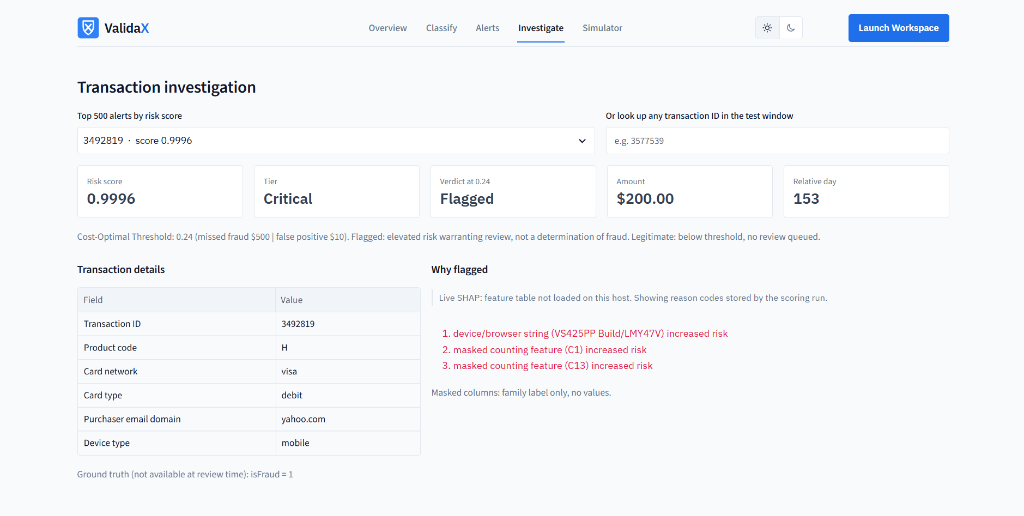 ValidaX
Overview Classify Alerts Investigate Simulator
Launch Workspace
Transaction investigation
Top 500 alerts by risk score
3492819 · score 0.9996
Or look up any transaction ID in the test window
e.g. 3577539
Risk score
0.9996
Tier
Critical
Verdict at 0.24
Flagged
Amount
$200.00
Relative day
153
Cost-Optimal Threshold: 0.24 (missed fraud $500 | false positive $10). Flagged: elevated risk warranting review, not a determination of fraud. Legitimate: below threshold, no review queued.
Transaction details
Field Value
Transaction ID 3492819
Product code H
Card network visa
Card type debit
Purchaser email domain yahoo.com
Device type mobile
Ground truth (not available at review time): isFraud = 1
Why flagged
Live SHAP: feature table not loaded on this host. Showing reason codes stored by the scoring run.
1. device/browser string (VS425PP Build/LMY47V) increased risk
2. masked counting feature (C1) increased risk
3. masked counting feature (C13) increased risk
Masked columns: family label only, no values.